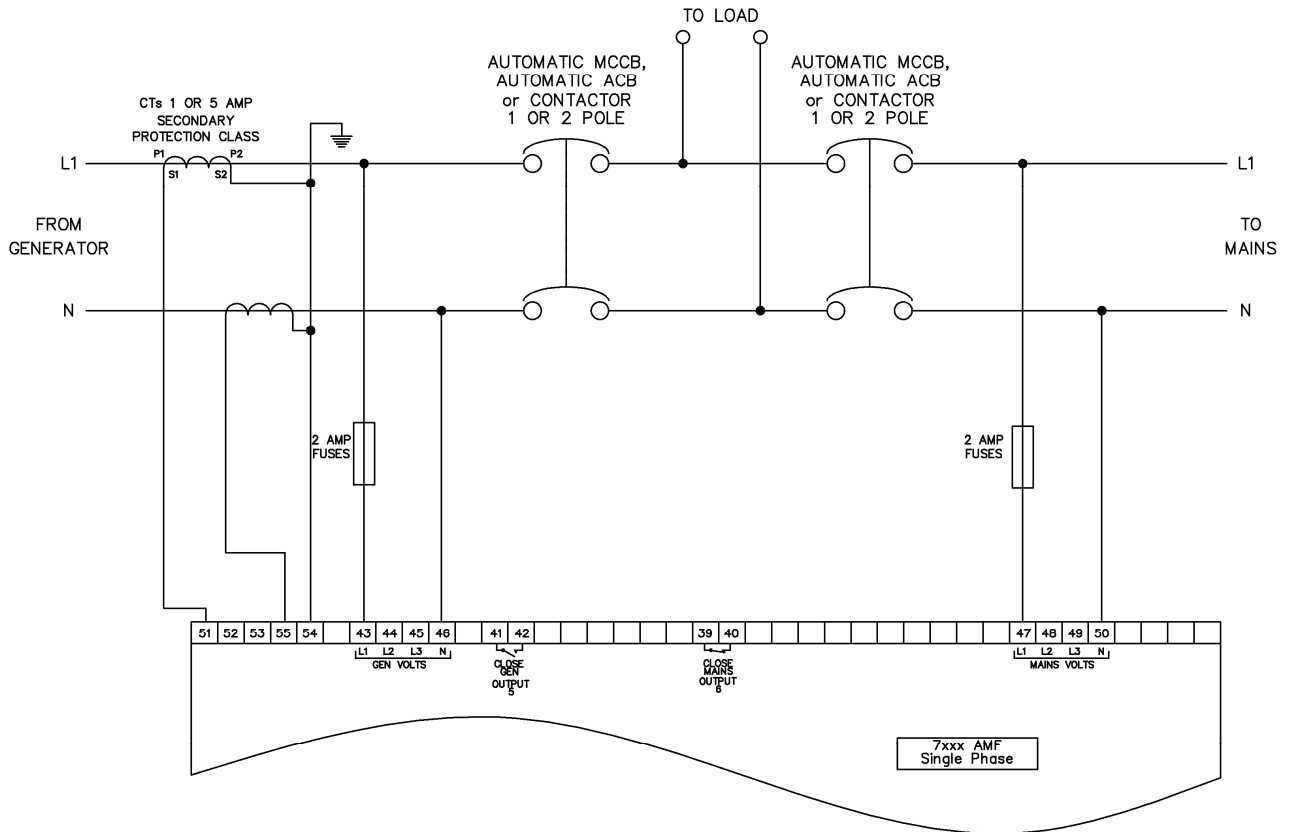 TO LOAD
AUTOMATIC MCCB,
AUTOMATIC ACB
or CONTACTOR
1 OR 2 POLE
AUTOMATIC MCCB,
AUTOMATIC ACB
or CONTACTOR
1 OR 2 POLE
CTs 1 OR 5 AMP
SECONDARY
PROTECTION CLASS
P1 P2
L1
S1 S2
L1
FROM
GENERATOR
TO
MAINS
N
N
2 AMP
FUSES
2 AMP
FUSES
51 52 53 55 54 43 44 45 46 41 42 39 40 47 48 49 50
L1 L2 L3 N
GEN VOLTS
CLOSE
GEN
OUTPUT
5
CLOSE
MAINS
OUTPUT
6
L1 L2 L3 N
MAINS VOLTS
7xxx AMF
Single Phase